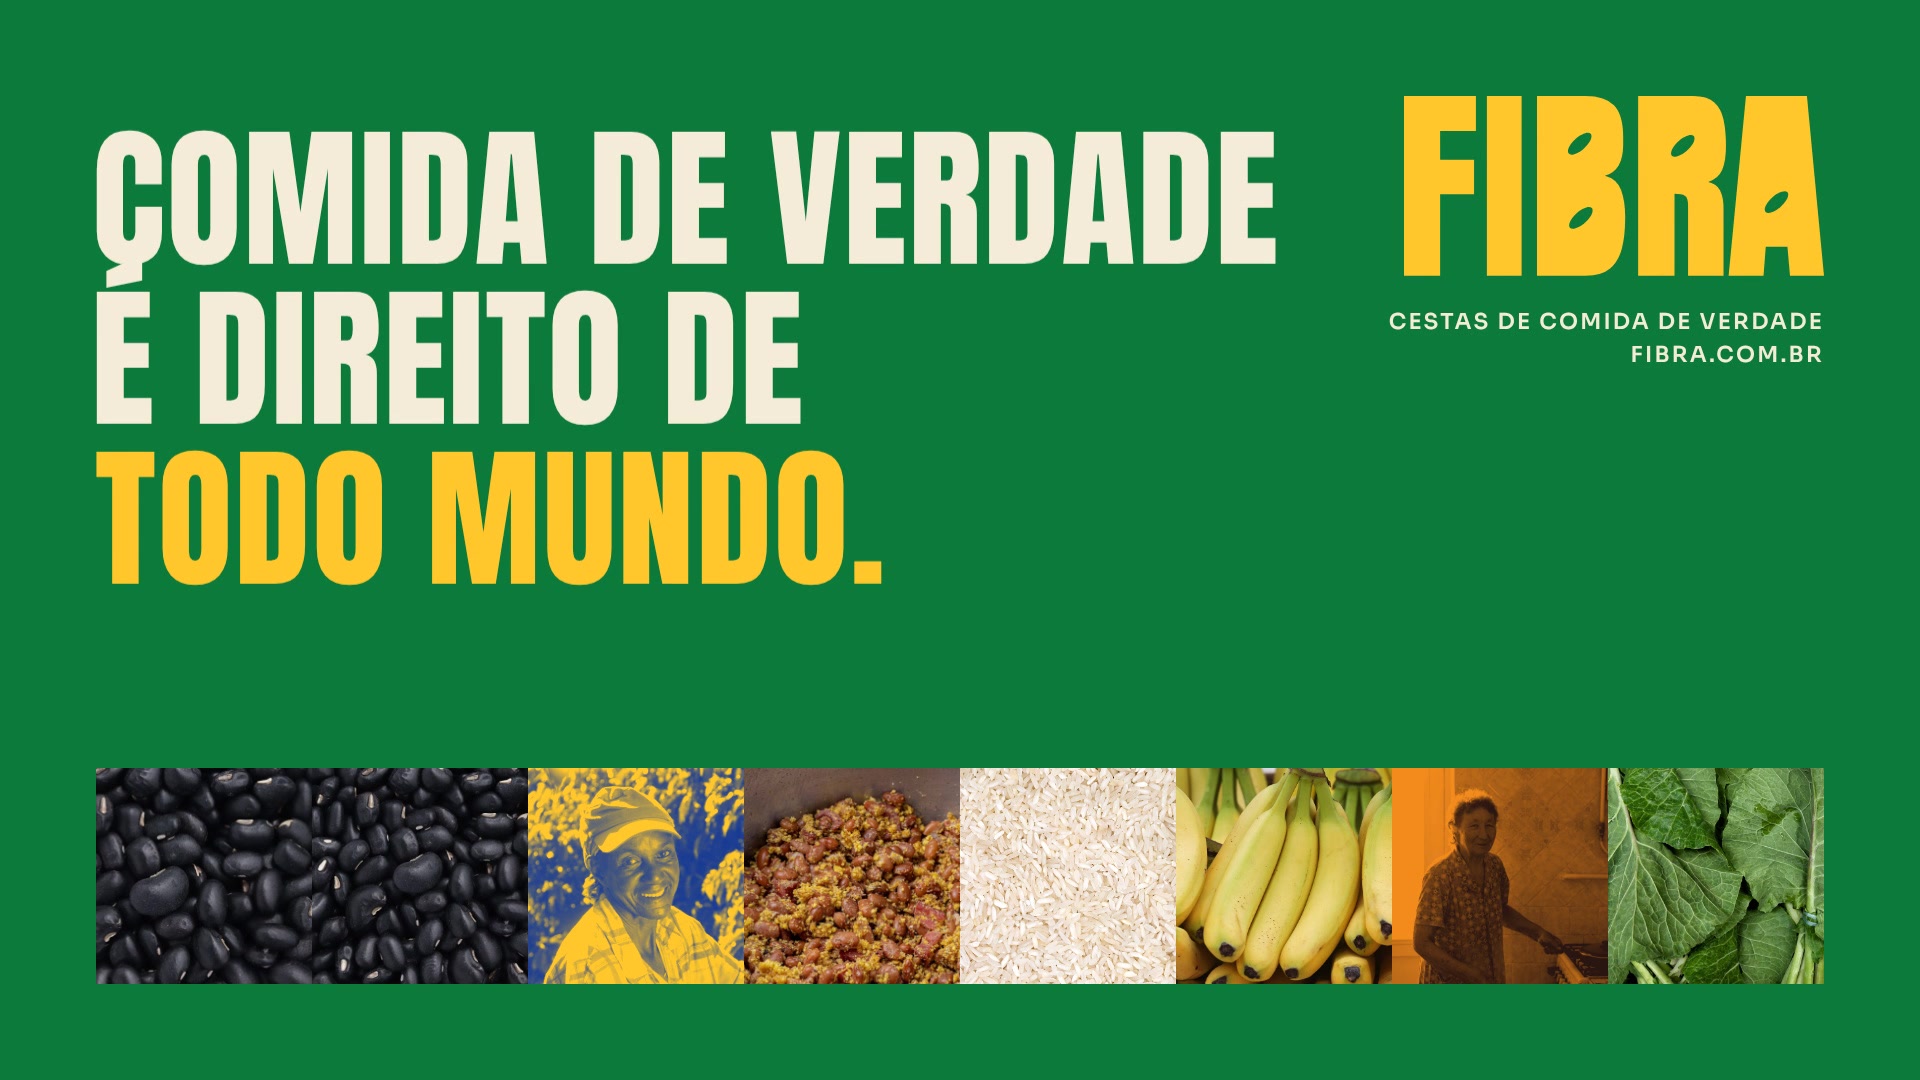 COMIDA DE VERDADE
É DIREITO DE
TODO MUNDO.
FIBRA
CESTAS DE COMIDA DE VERDADE
FIBRA.COM.BR